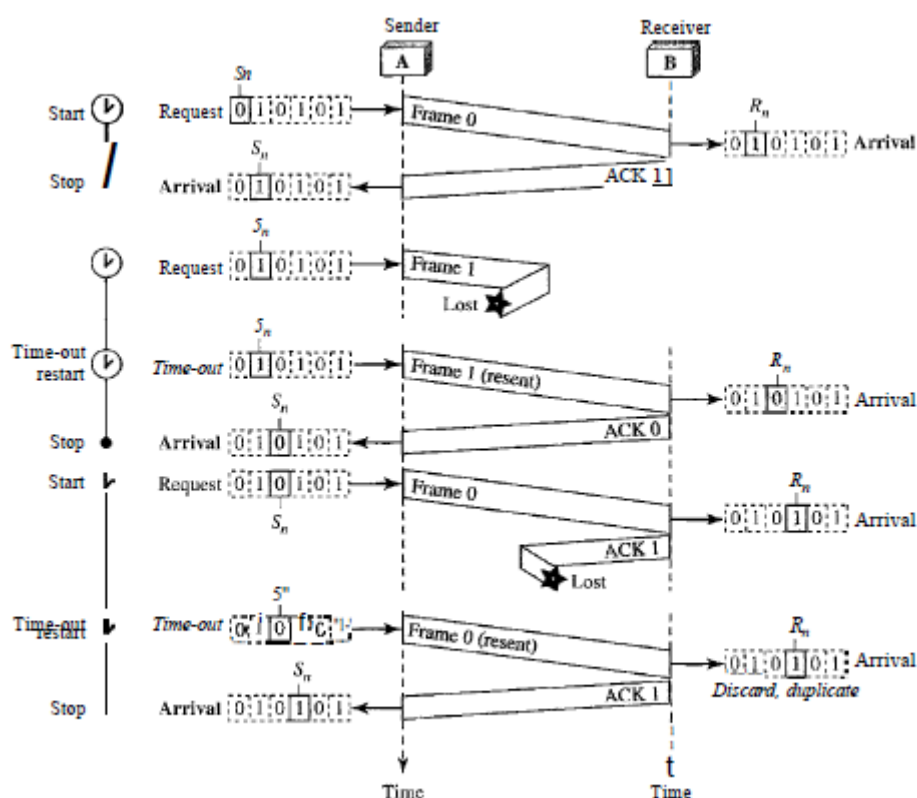 Sender Receiver
A B
Sn
Start Request 0 1 0 1 0 1 Frame 0
Rn
0 1 0 1 0 1 Arrival
Sn
Stop Arrival 0 1 0 1 0 1 ACK 1]
5n
Request 0 1 0 1 0 1 Frame 1
Lost
5n
Time-out
restart
Time-out 0 1 0 1 0 1 Frame 1 (resent)
Rn
0 1 0 1 0 1 Arrival
Sn
Stop Arrival 0 1 0 1 0 1 ACK 0
Start Request 0 1 0 1 0 1 Frame 0
Sn
Rn
0 1 0 1 0 1 Arrival
ACK 1
Lost
5"
Time-out
restart
Time-out
Frame 0 (resent)
Rn
0 1 0 1 0 1 Arrival
Discard, duplicate
Sn
Stop Arrival 0 1 0 1 0 1 ACK 1
t
Time Time